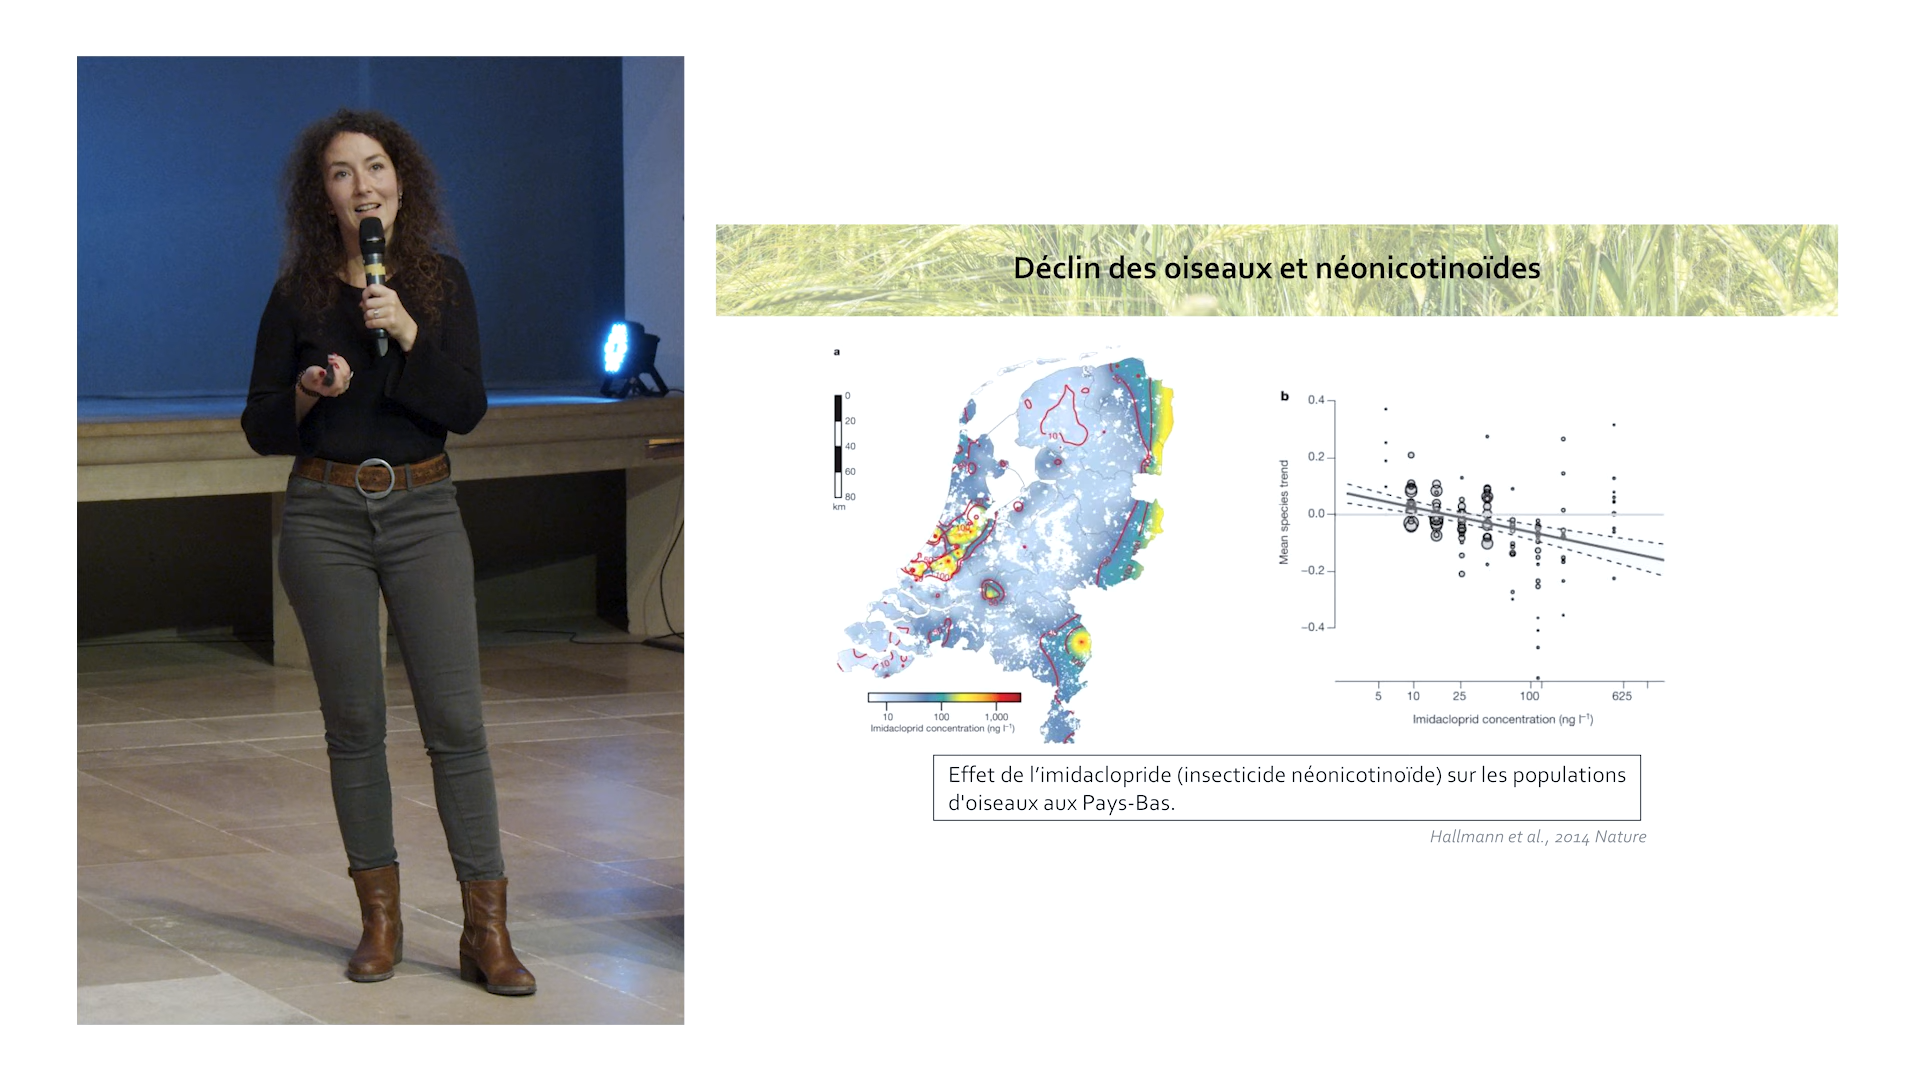 Déclin des oiseaux et néonicotinoïdes
a
0
20
40
60
80
km
10
100
1,000
Imidacloprid concentration (ng l⁻¹)
b
0.4
0.2
0.0
−0.2
−0.4
Mean species trend
5 10 25 100 625
Imidacloprid concentration (ng l⁻¹)
Effet de l'imidaclopride (insecticide néonicotinoïde) sur les populations
d'oiseaux aux Pays-Bas.
Hallmann et al., 2014 Nature